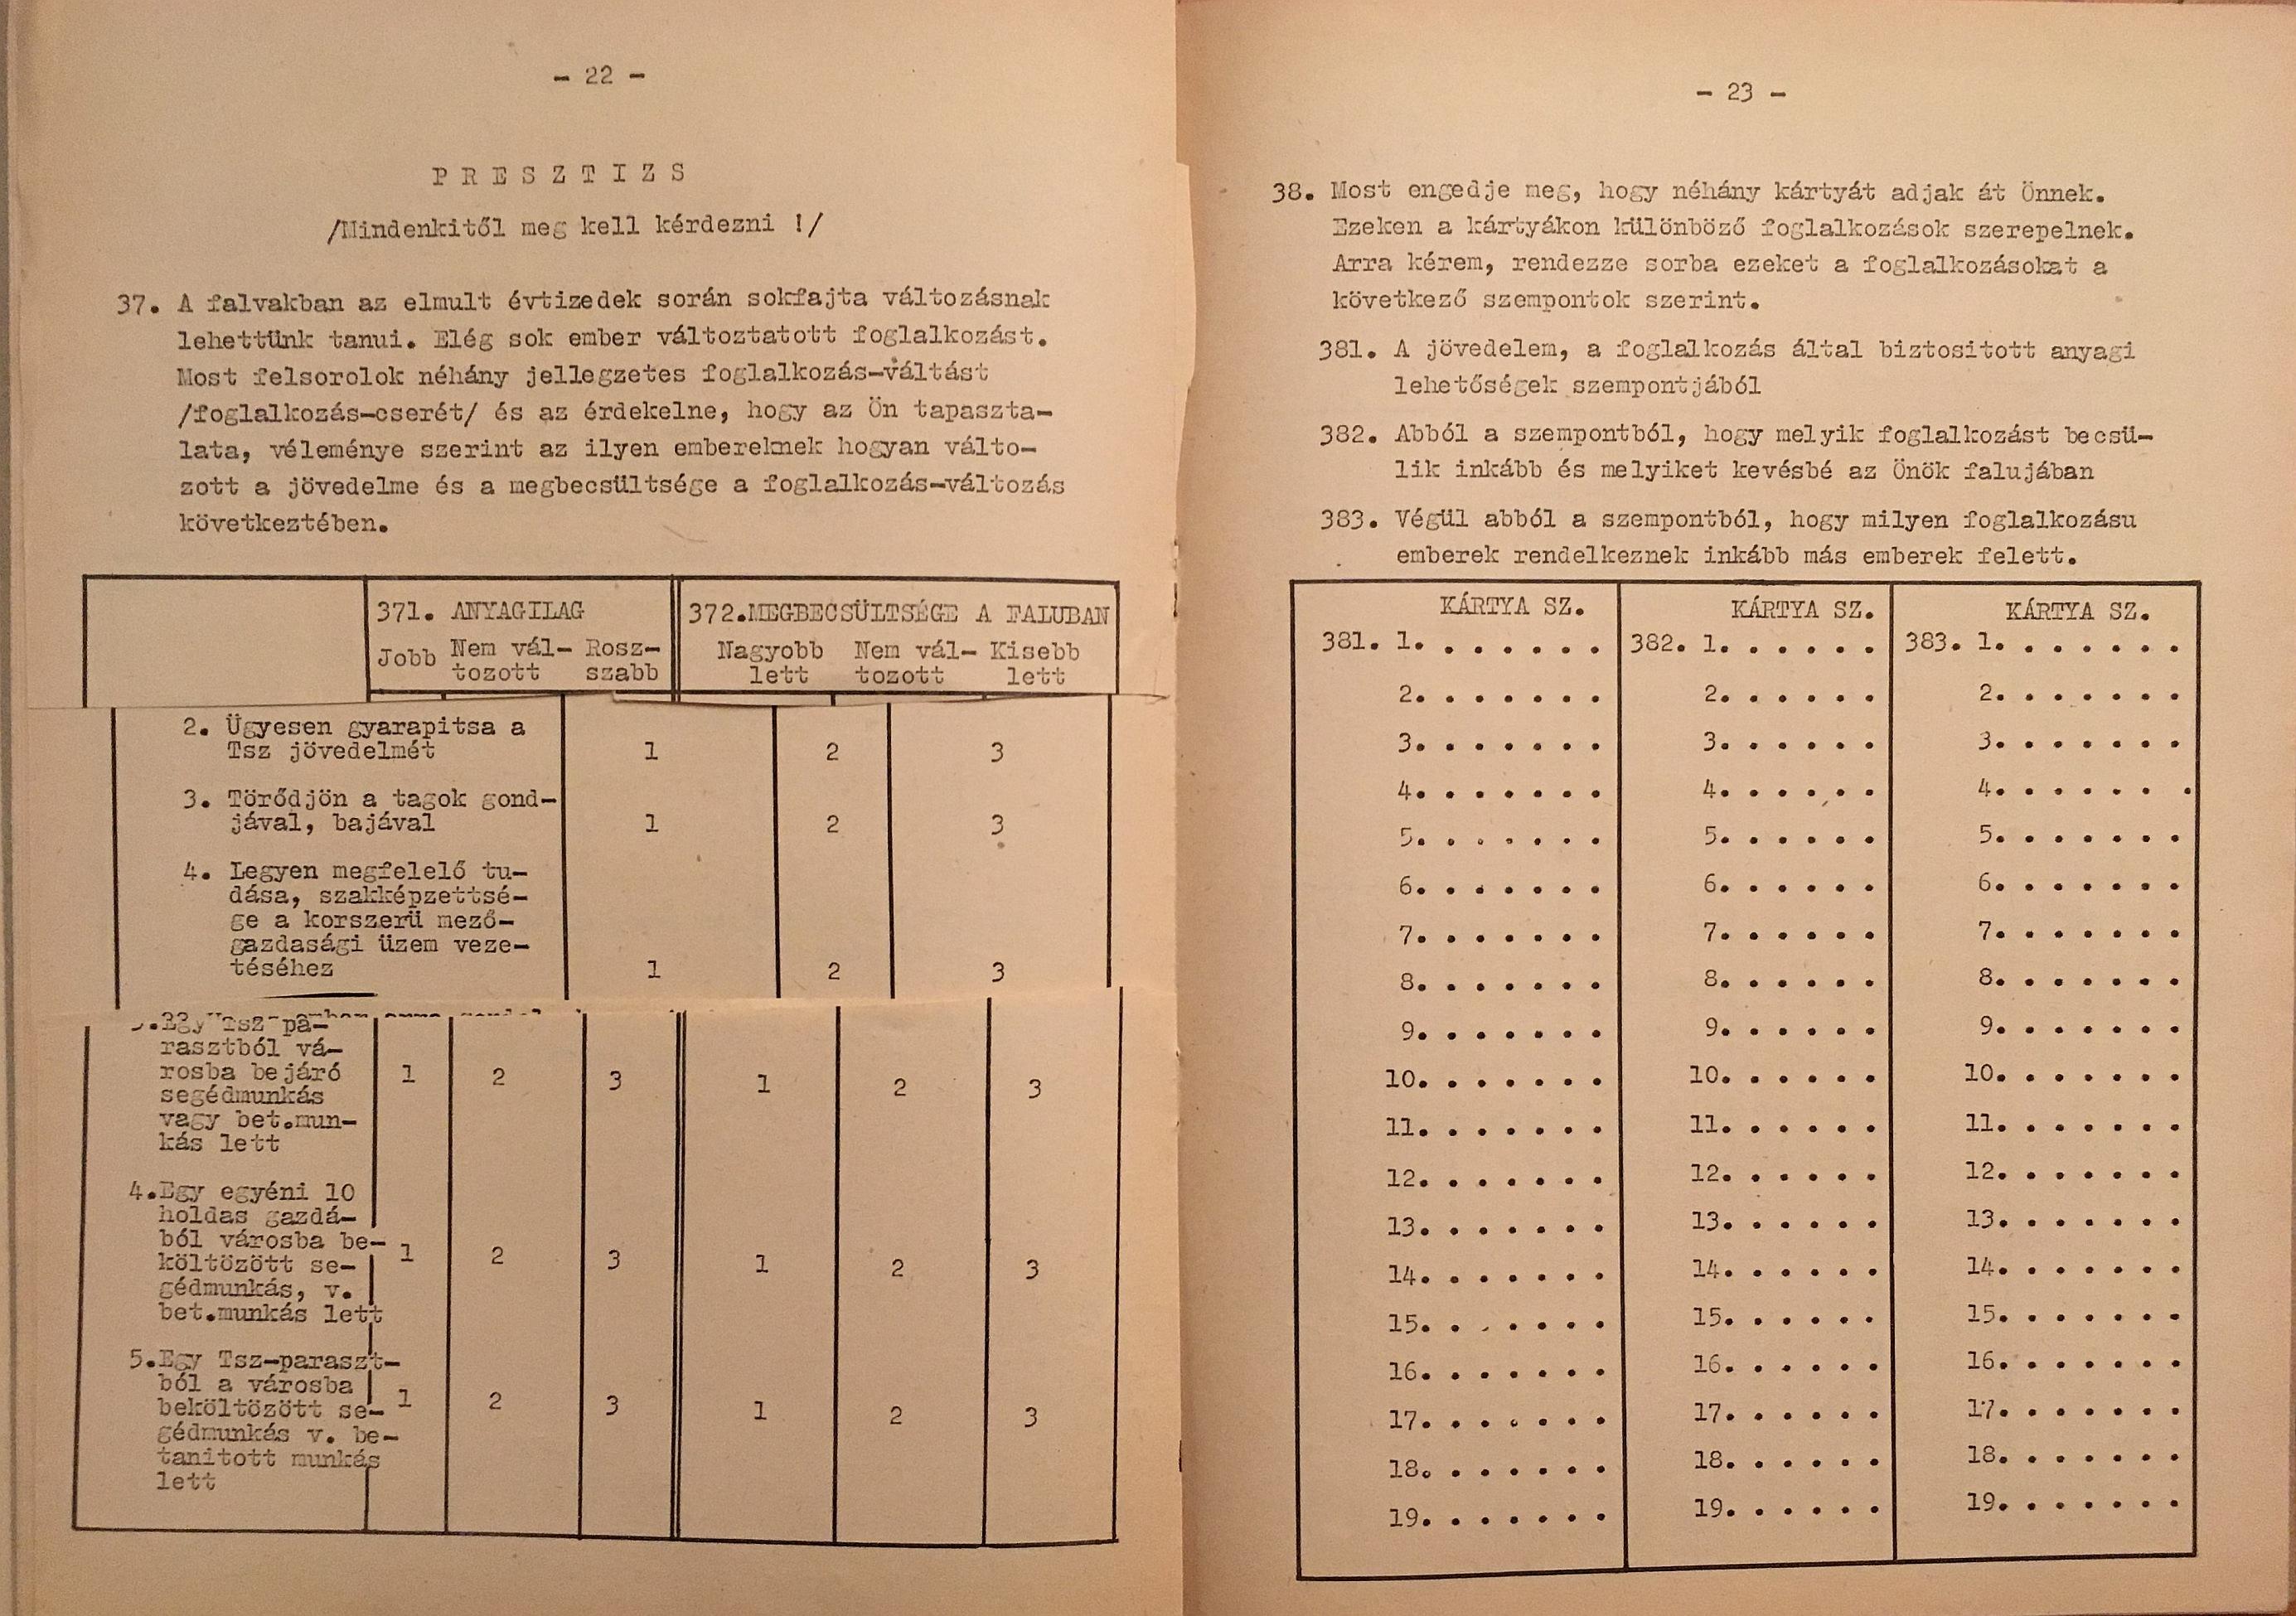 - 22 -
PRESZTIZS
/Mindenkitől meg kell kérdezni !/
37. A falvakban az elmult évtizedek során sokfajta változásnak
lehettünk tanui. Elég sok ember változtatott foglalkozást.
Most felsorolok néhány jellegzetes foglalkozás-váltást
/foglalkozás-cserét/ és az érdekelne, hogy az Ön tapaszta-
lata, véleménye szerint az ilyen embereknek hogyan válto-
zott a jövedelme és a megbecsültsége a foglalkozás-változás
következtében.
371. ANYAGILAG 372.MEGBECSÜLTSÉGE A FALUBAN
Jobb Nem vál- Rosz- Nagyobb Nem vál- Kisebb
tozott szabb lett tozott lett
2. Ügyesen gyarapitsa a
Tsz jövedelmét 1 2 3
3. Törődjön a tagok gond-
jával, bajával 1 2 3
4. Legyen megfelelő tu-
dása, szakképzettsé-
ge a korszerü mező-
gazdasági üzem veze-
téséhez 1 2 3
Egy Tsz-pa-
rasztból vá-
rosba bejáró 1 2 3 1 2 3
segédmunkás
vagy bet.mun-
kás lett
4.Egy egyéni 10
holdas gazdá-
ból városba be-
költözött se- 1 2 3 1 2 3
gédmunkás, v.
bet.munkás lett
5.Egy Tsz-paraszt-
ból a városba
beköltözött se- 1 2 3 1 2 3
gédmunkás v. be-
tanitott munkás
lett
- 23 -
38. Most engedje meg, hogy néhány kártyát adjak át Önnek.
Ezeken a kártyákon különböző foglalkozások szerepelnek.
Arra kérem, rendezze sorba ezeket a foglalkozásokat a
következő szempontok szerint.
381. A jövedelem, a foglalkozás által biztositott anyagi
lehetőségek szempontjából
382. Abból a szempontból, hogy melyik foglalkozást becsü-
lik inkább és melyiket kevésbé az Önök falujában
383. Végül abból a szempontból, hogy milyen foglalkozásu
emberek rendelkeznek inkább más emberek felett.
KÁRTYA SZ. KÁRTYA SZ. KÁRTYA SZ.
381. 1. . . . . . . 382. 1. . . . . . 383. 1. . . . . . .
2. . . . . . . 2. . . . . . 2. . . . . . .
3. . . . . . . 3. . . . . . 3. . . . . . .
4. . . . . . . 4. . . . . . 4. . . . . . .
5. . . . . . . 5. . . . . . 5. . . . . . .
6. . . . . . . 6. . . . . . 6. . . . . . .
7. . . . . . . 7. . . . . . 7. . . . . . .
8. . . . . . . 8. . . . . . 8. . . . . . .
9. . . . . . . 9. . . . . . 9. . . . . . .
10. . . . . . . 10. . . . . . 10. . . . . . .
11. . . . . . . 11. . . . . . 11. . . . . . .
12. . . . . . . 12. . . . . . 12. . . . . . .
13. . . . . . . 13. . . . . . 13. . . . . . .
14. . . . . . . 14. . . . . . 14. . . . . . .
15. . . . . . . 15. . . . . . 15. . . . . . .
16. . . . . . . 16. . . . . . 16. . . . . . .
17. . . . . . . 17. . . . . . 17. . . . . . .
18. . . . . . . 18. . . . . . 18. . . . . . .
19. . . . . . . 19. . . . . . 19. . . . . . .